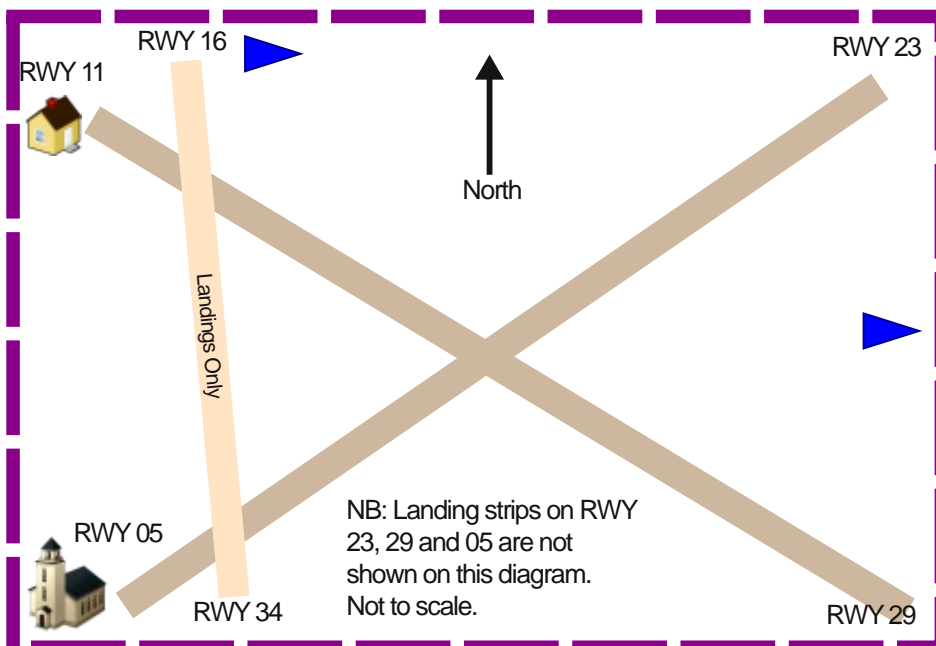 RWY 16
RWY 23
RWY 11
North
Landings Only
NB: Landing strips on RWY
23, 29 and 05 are not
shown on this diagram.
Not to scale.
RWY 05
RWY 34
RWY 29